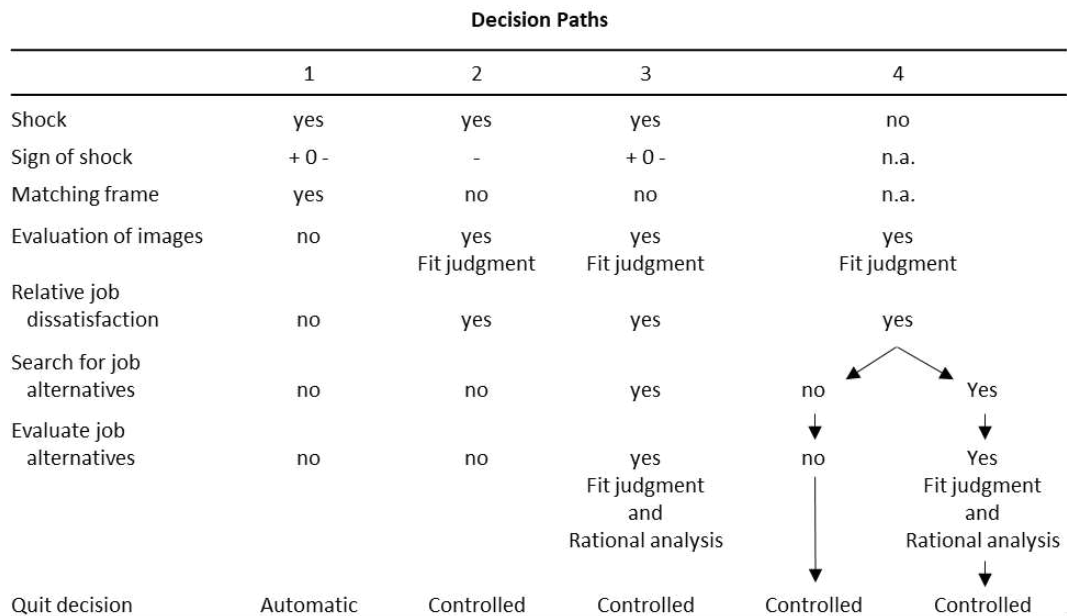 Decision Paths
1 2 3 4
Shock yes yes yes no
Sign of shock + 0 - - + 0 - n.a.
Matching frame yes no no n.a.
Evaluation of images no yes yes yes
Fit judgment Fit judgment Fit judgment
Relative job
dissatisfaction no yes yes yes
Search for job
alternatives no no yes no Yes
Evaluate job
alternatives no no yes no Yes
Fit judgment Fit judgment
and and
Rational analysis Rational analysis
Quit decision Automatic Controlled Controlled Controlled Controlled